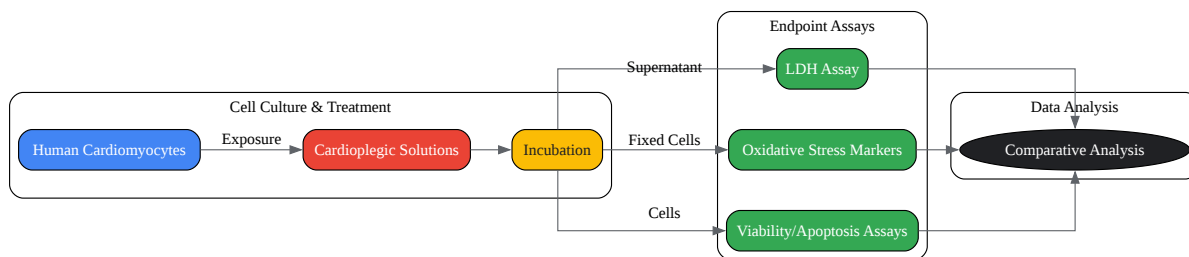 Endpoint Assays
Supernatant
LDH Assay
Cell Culture & Treatment
Data Analysis
Human Cardiomyocytes
Exposure
Cardioplegic Solutions
Incubation
Fixed Cells
Oxidative Stress Markers
Comparative Analysis
Cells
Viability/Apoptosis Assays